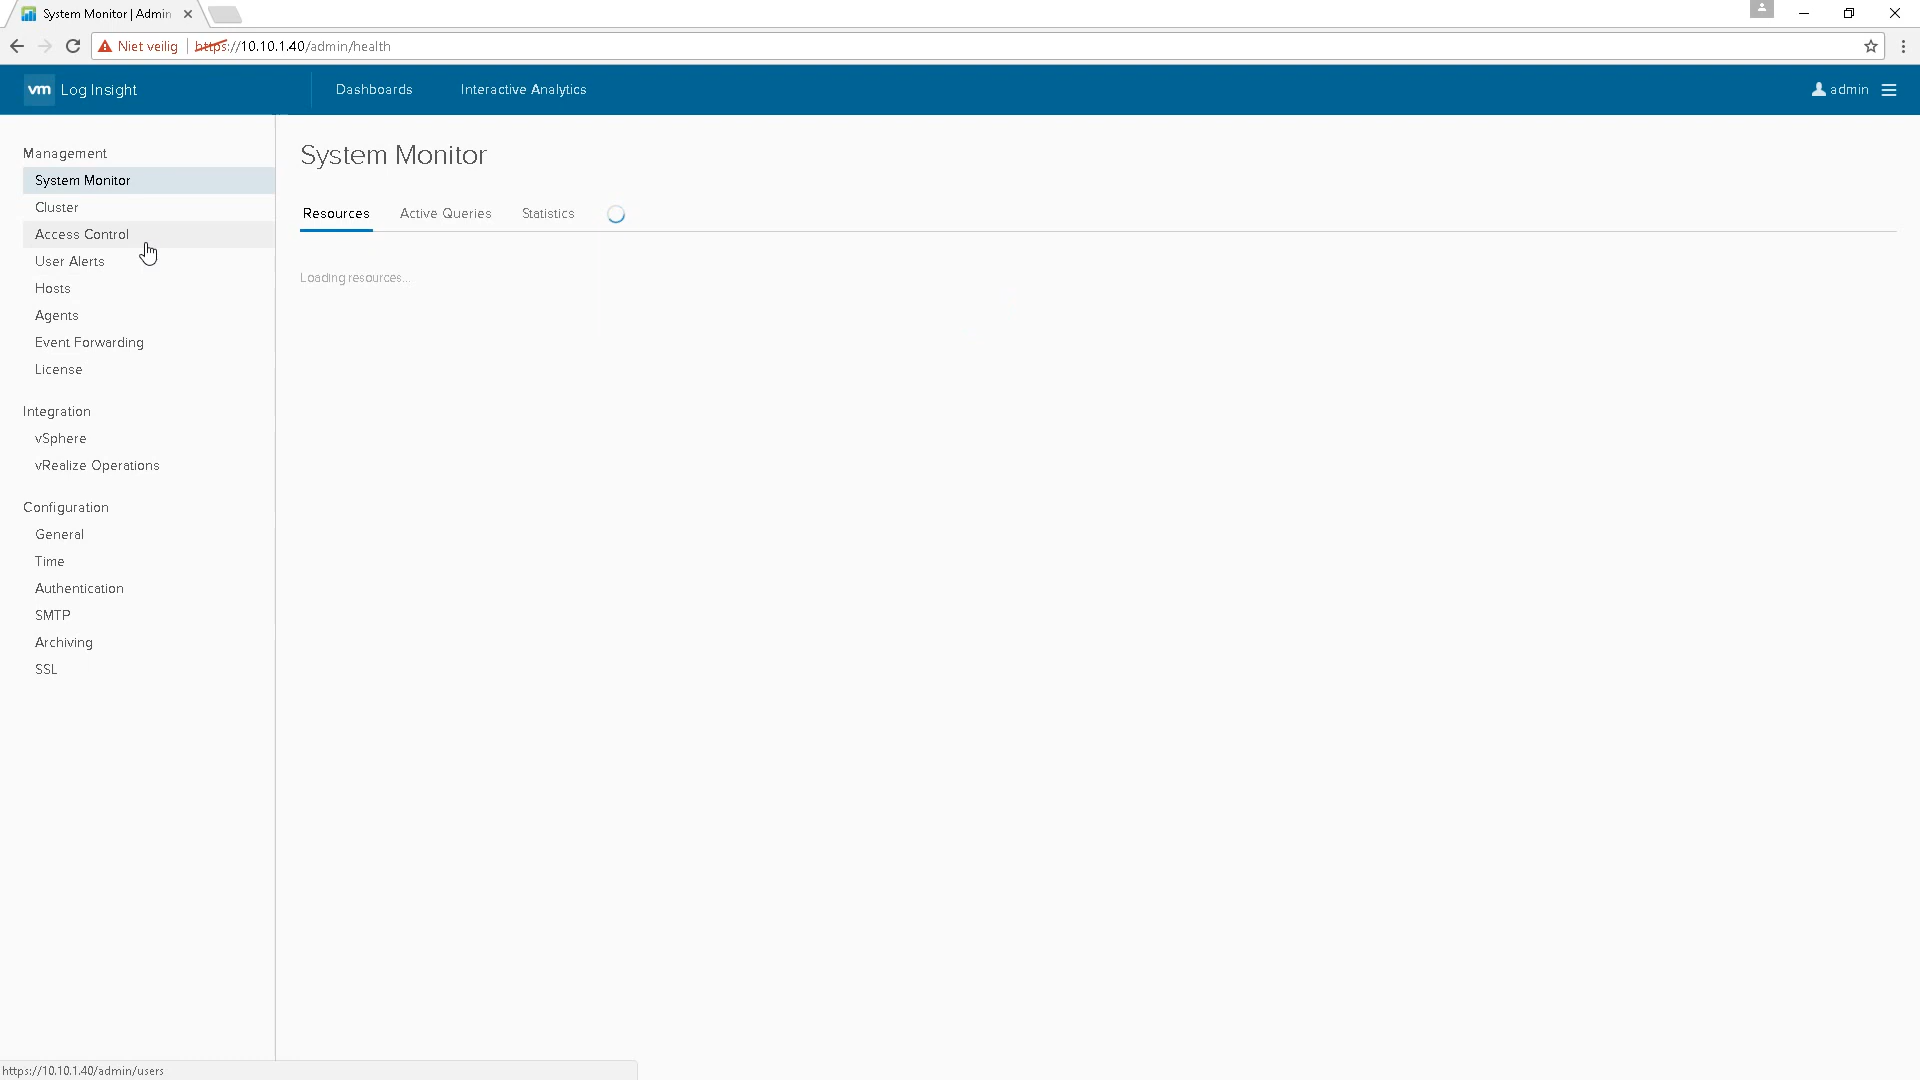 System Monitor | Admin
Niet veilig https://10.10.1.40/admin/health
vm Log Insight Dashboards Interactive Analytics admin
Management
System Monitor
Cluster
Access Control
User Alerts
Hosts
Agents
Event Forwarding
License
Integration
vSphere
vRealize Operations
Configuration
General
Time
Authentication
SMTP
Archiving
SSL
System Monitor
Resources Active Queries Statistics
Loading resources...
https://10.10.1.40/admin/users